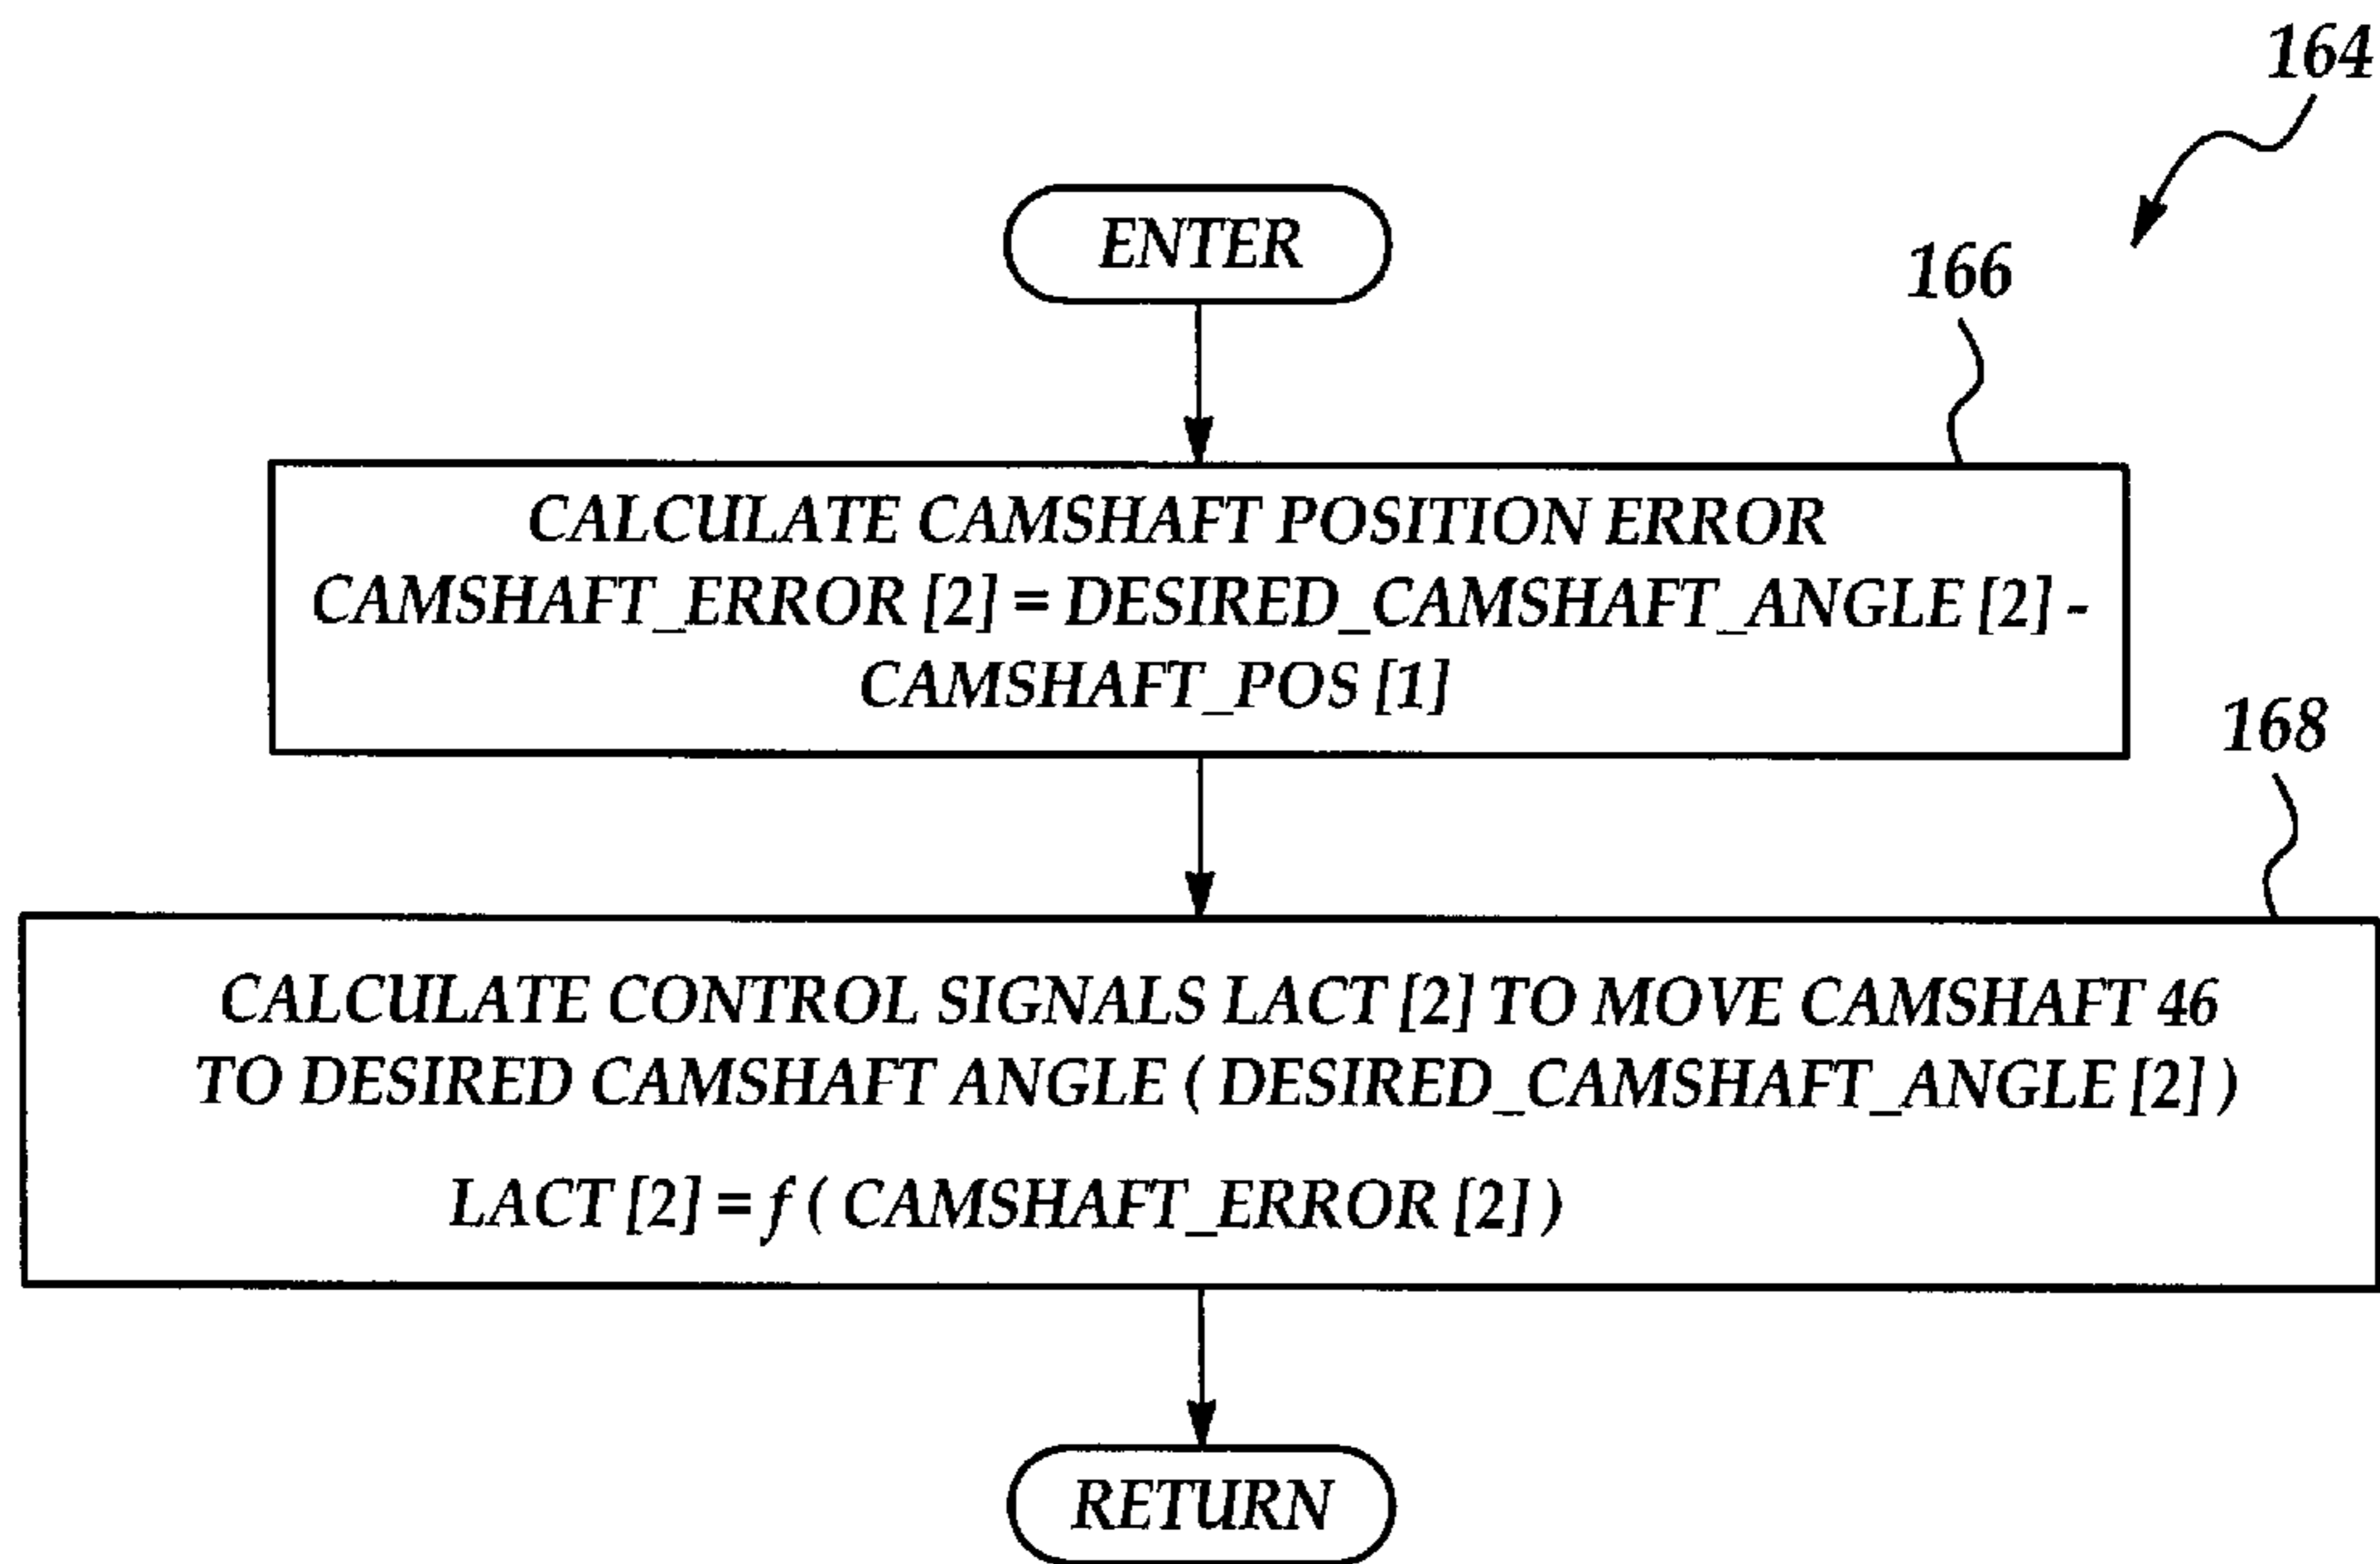 164
ENTER
166
CALCULATE CAMSHAFT POSITION ERROR
CAMSHAFT_ERROR [2] = DESIRED_CAMSHAFT_ANGLE [2] -
CAMSHAFT_POS [1]
168
CALCULATE CONTROL SIGNALS LACT [2] TO MOVE CAMSHAFT 46
TO DESIRED CAMSHAFT ANGLE ( DESIRED_CAMSHAFT_ANGLE [2] )
LACT [2] = f ( CAMSHAFT_ERROR [2] )
RETURN